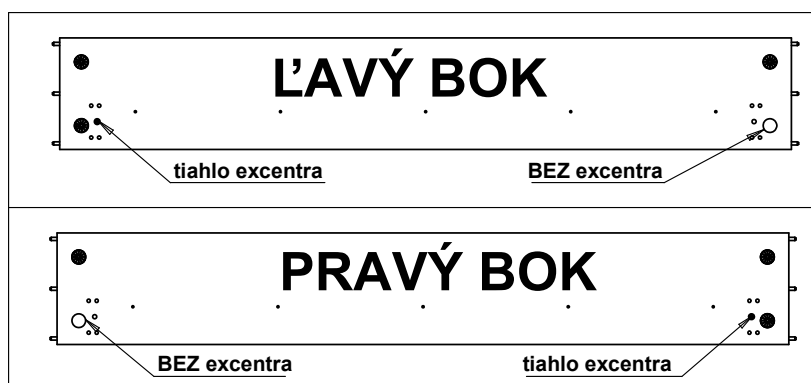 ĽAVÝ BOK
tiahlo excentra
BEZ excentra
PRAVÝ BOK
BEZ excentra
tiahlo excentra